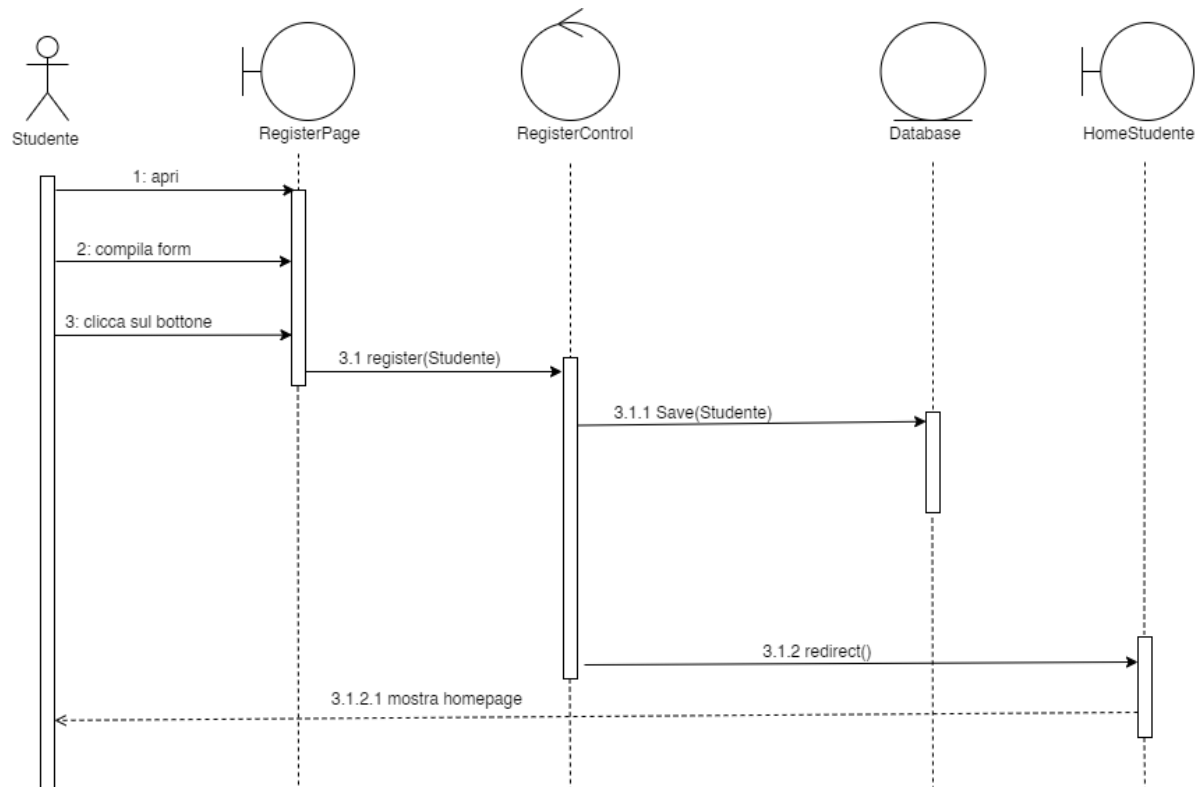 Studente
RegisterPage
RegisterControl
Database
HomeStudente
1: apri
2: compila form
3: clicca sul bottone
3.1 register(Studente)
3.1.1 Save(Studente)
3.1.2 redirect()
3.1.2.1 mostra homepage